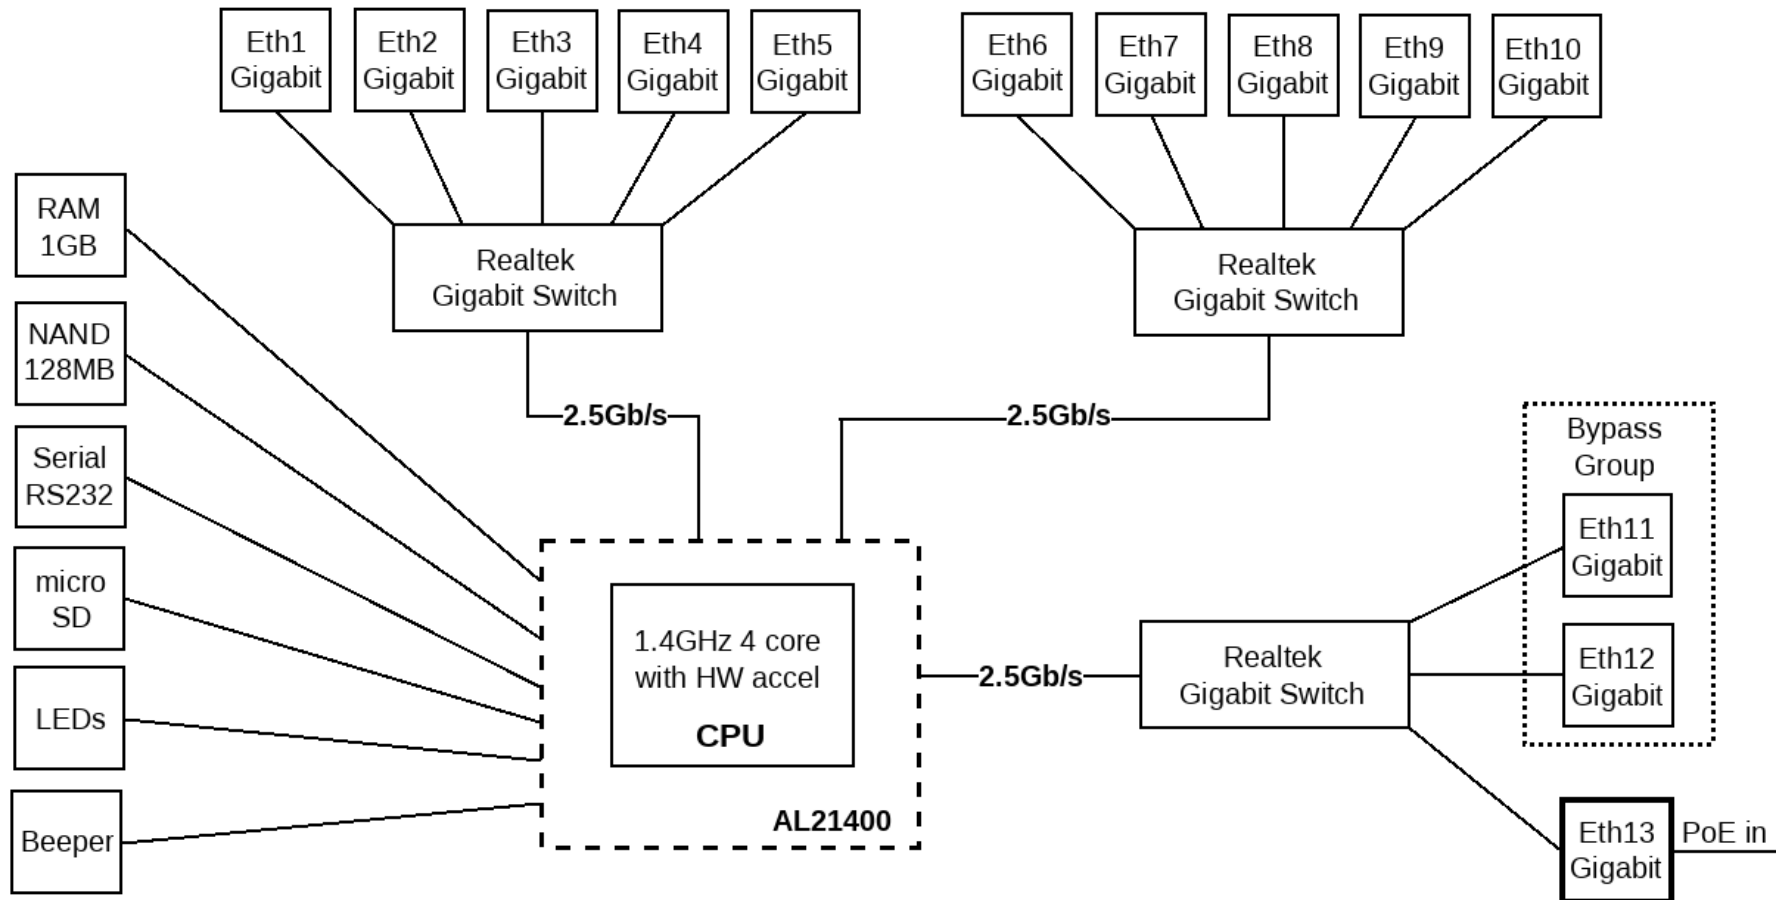 Eth1
Gigabit
Eth2
Gigabit
Eth3
Gigabit
Eth4
Gigabit
Eth5
Gigabit
Eth6
Gigabit
Eth7
Gigabit
Eth8
Gigabit
Eth9
Gigabit
Eth10
Gigabit
RAM
1GB
NAND
128MB
Serial
RS232
micro
SD
LEDs
Beeper
Realtek
Gigabit Switch
Realtek
Gigabit Switch
2.5Gb/s
2.5Gb/s
1.4GHz 4 core
with HW accel
CPU
AL21400
2.5Gb/s
Realtek
Gigabit Switch
Bypass
Group
Eth11
Gigabit
Eth12
Gigabit
Eth13
Gigabit
PoE in